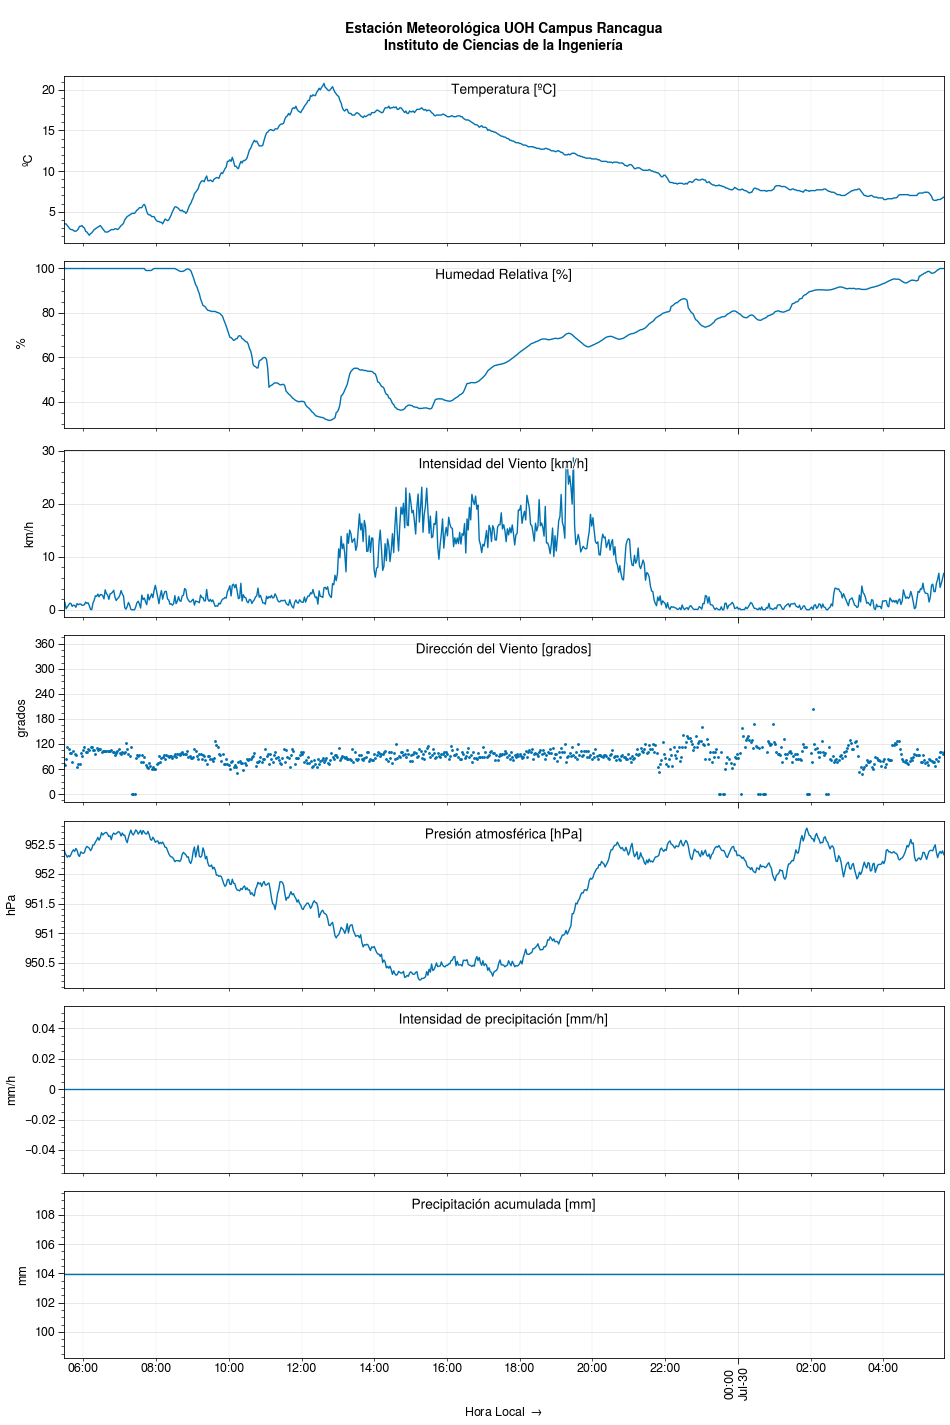 Estación Meteorológica UOH Campus Rancagua
Instituto de Ciencias de la Ingeniería
Temperatura [ºC]
20
15
10
5
ºC
Humedad Relativa [%]
100
80
60
40
%
Intensidad del Viento [km/h]
30
20
10
0
km/h
Dirección del Viento [grados]
360
300
240
180
120
60
0
grados
Presión atmosférica [hPa]
952.5
952
951.5
951
950.5
hPa
Intensidad de precipitación [mm/h]
0.04
0.02
0
−0.02
−0.04
mm/h
Precipitación acumulada [mm]
108
106
104
102
100
mm
06:00 08:00 10:00 12:00 14:00 16:00 18:00 20:00 22:00 00:00 02:00 04:00
Jul-30
Hora Local →